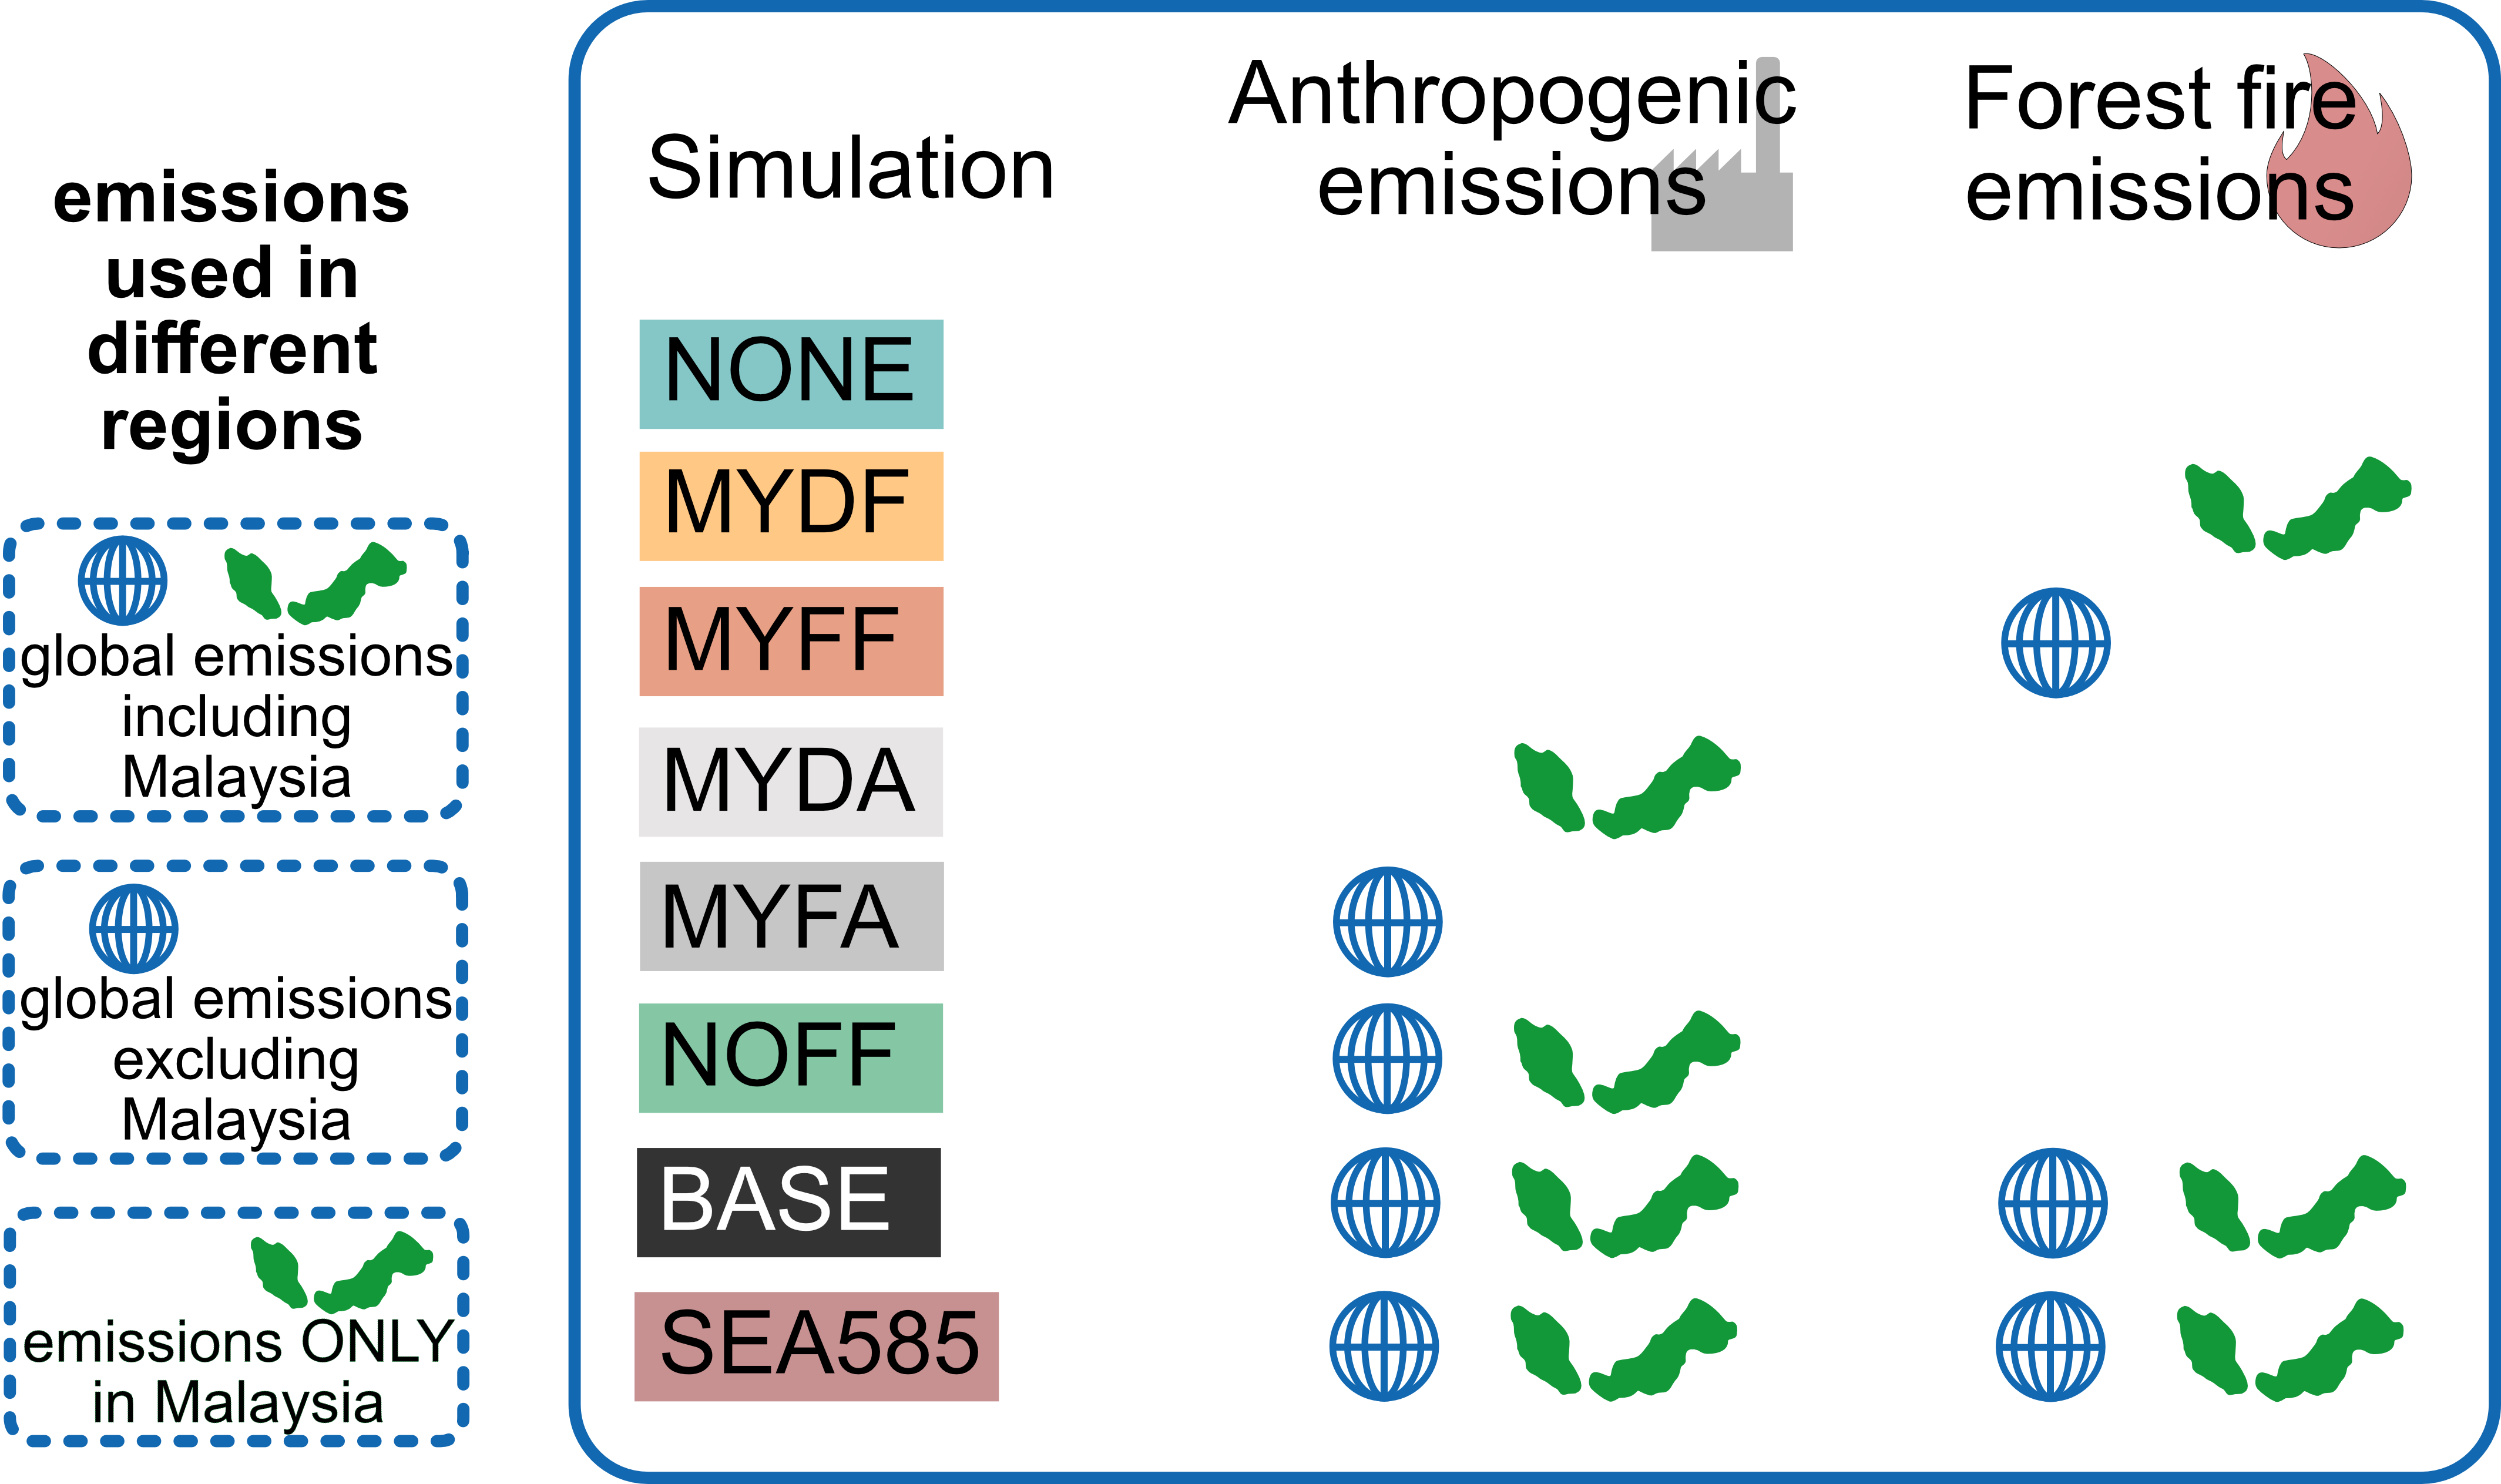 emissions
used in
different
regions
global emissions
including
Malaysia
global emissions
excluding
Malaysia
emissions ONLY
in Malaysia
Simulation
Anthropogenic
emissions
Forest fire
emissions
NONE
MYDF
MYFF
MYDA
MYFA
NOFF
BASE
SEA585